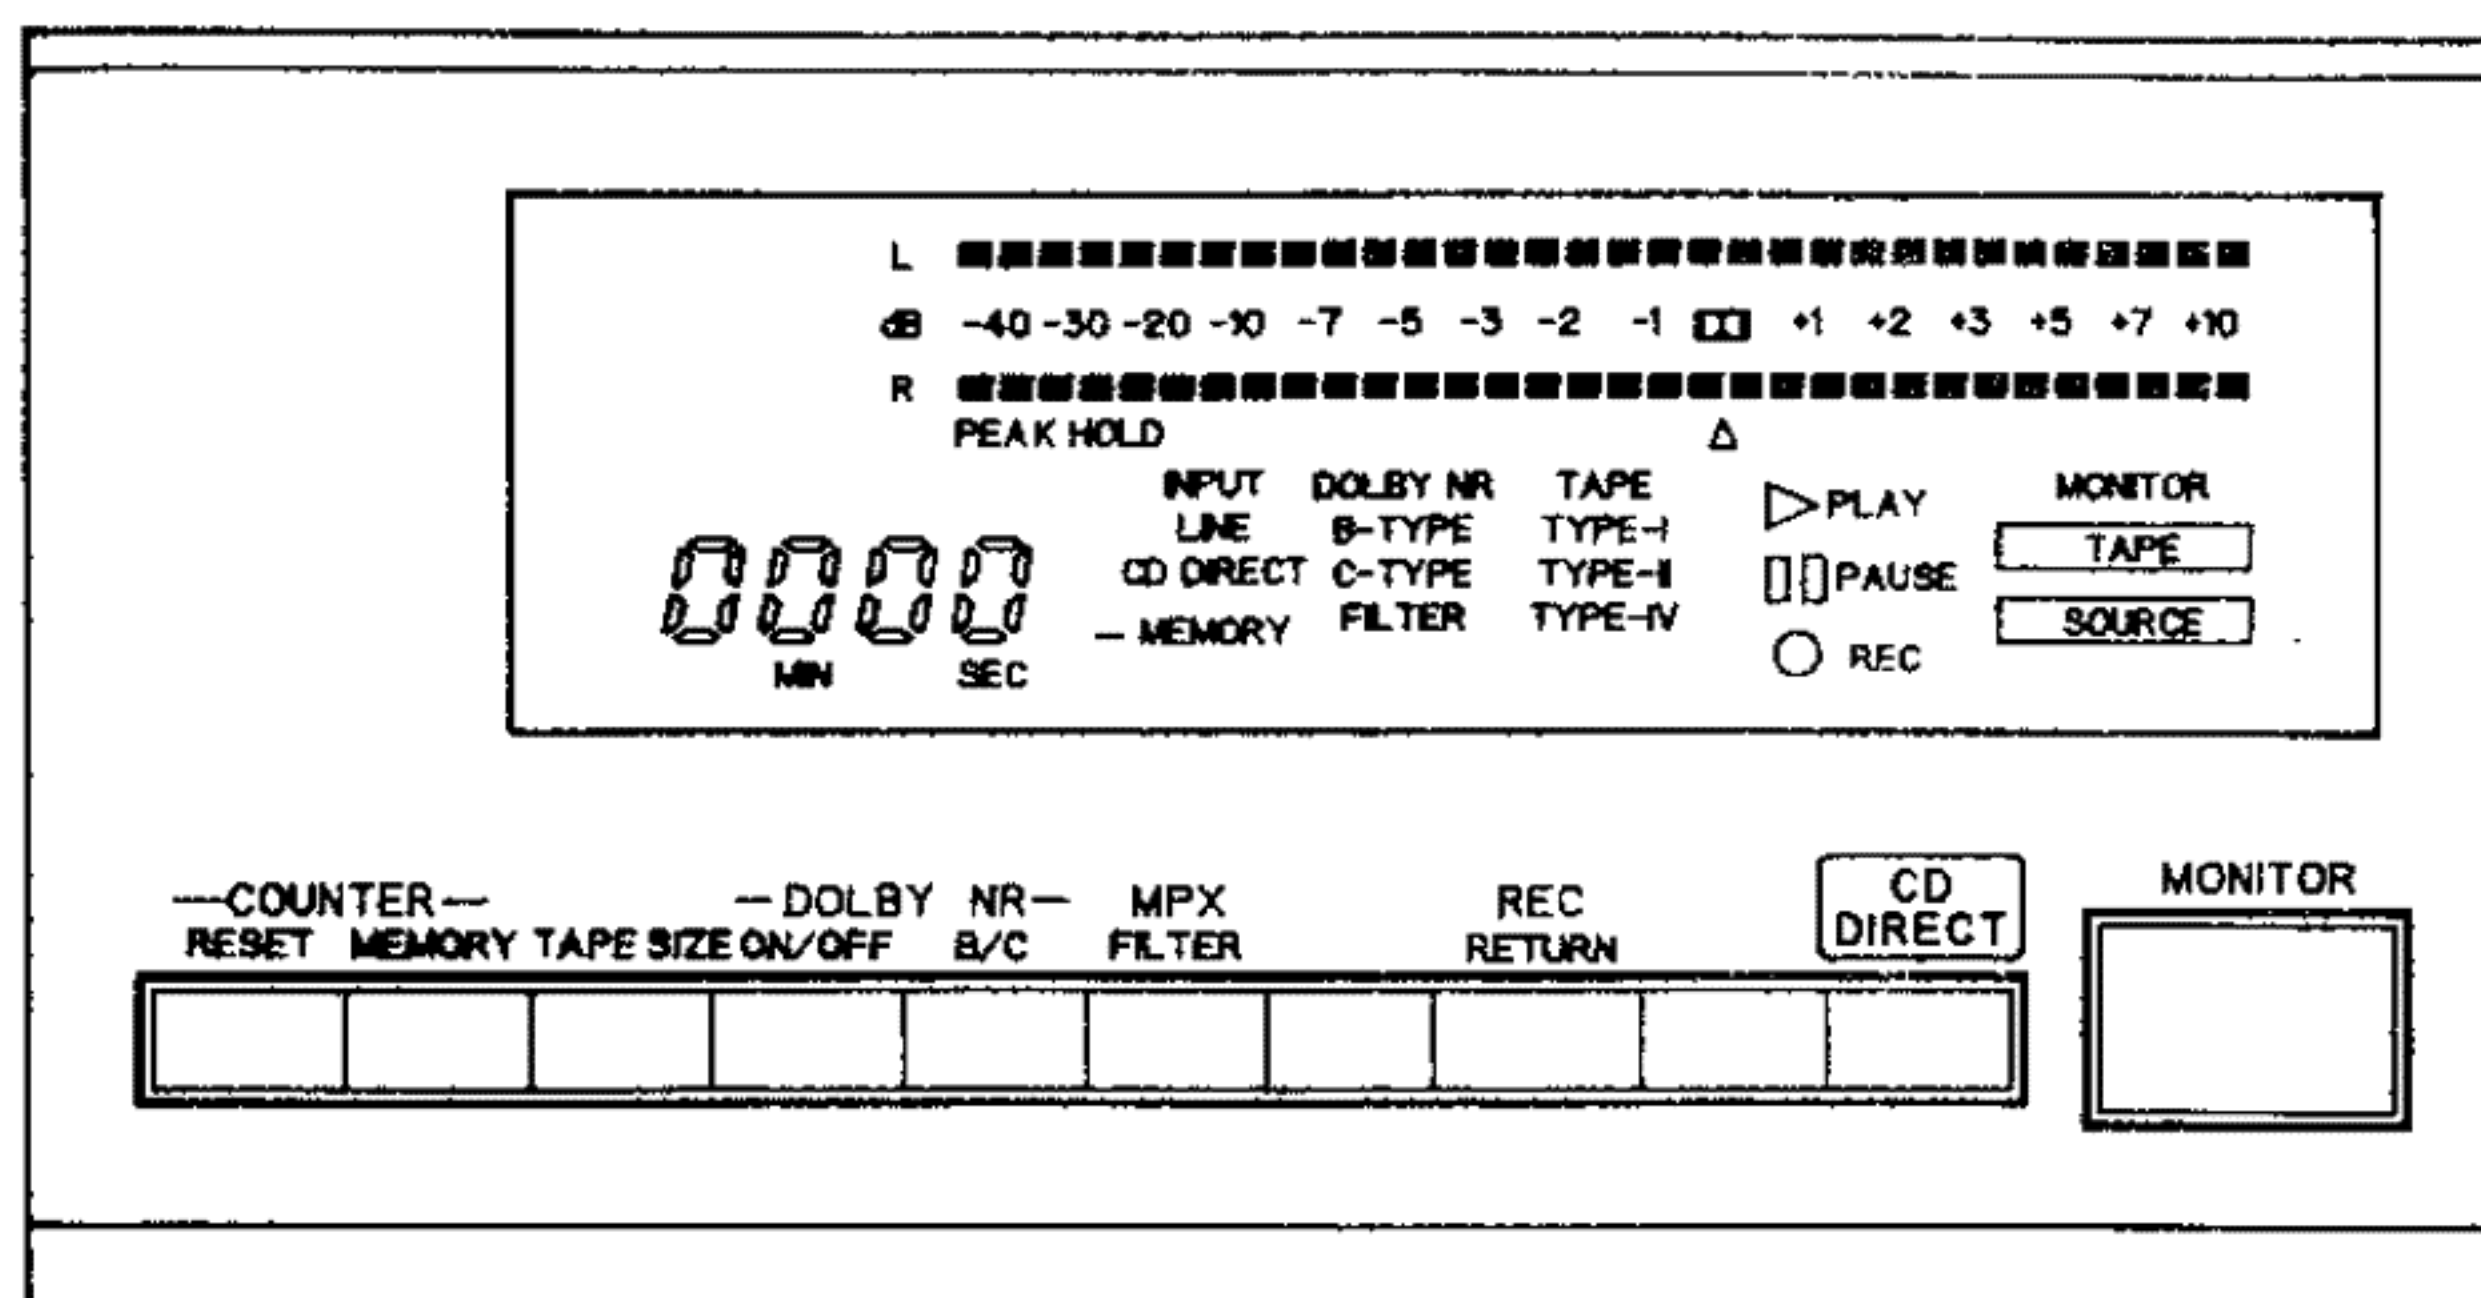 L
dB -40 -30 -20 -10 -7 -5 -3 -2 -1 +1 +2 +3 +5 +7 +10
R
PEAK HOLD
INPUT DOLBY NR TAPE MONITOR
LINE B-TYPE TYPE-I PLAY
TAPE
CD DIRECT C-TYPE TYPE-II PAUSE
- MEMORY FILTER TYPE-IV SOURCE
0000
MIN SEC REC
—COUNTER— —DOLBY NR— MPX REC CD MONITOR
RESET MEMORY TAPE SIZE ON/OFF B/C FILTER RETURN DIRECT